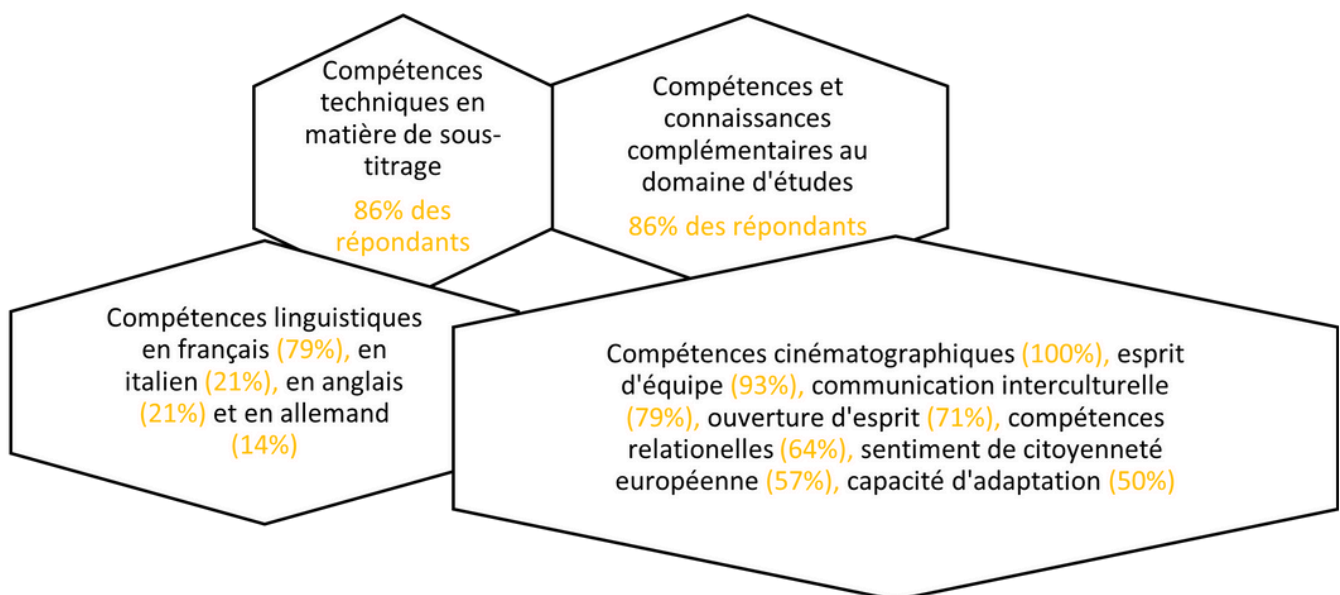 Compétences
techniques en
matière de sous-
titrage
86% des
répondants
Compétences et
connaissances
complémentaires au
domaine d'études
86% des répondants
Compétences linguistiques
en français (79%), en
italien (21%), en anglais
(21%) et en allemand
(14%)
Compétences cinématographiques (100%), esprit
d'équipe (93%), communication interculturelle
(79%), ouverture d'esprit (71%), compétences
relationelles (64%), sentiment de citoyenneté
européenne (57%), capacité d'adaptation (50%)